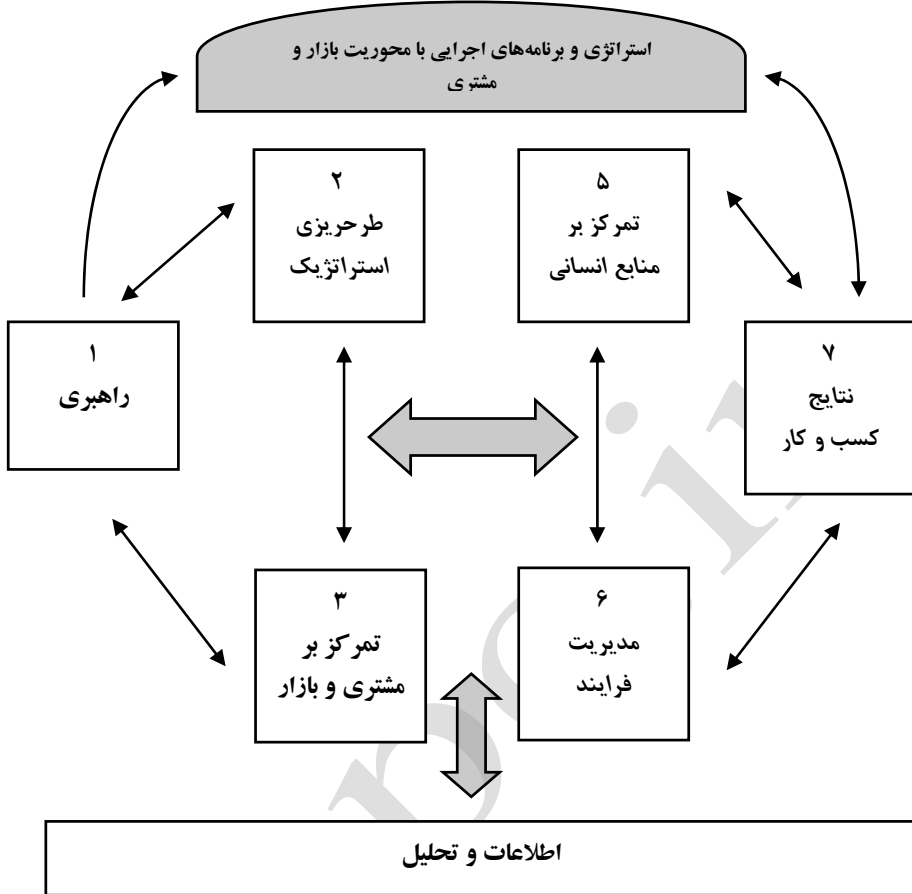 استراتژی و برنامه‌های اجرایی با محوریت بازار و
مشتری
۲
طرحریزی
استراتژیک
۵
تمرکز بر
منابع انسانی
۱
راهبری
۷
نتایج
کسب و کار
۳
تمرکز بر
مشتری و بازار
۶
مدیریت
فرایند
اطلاعات و تحلیل